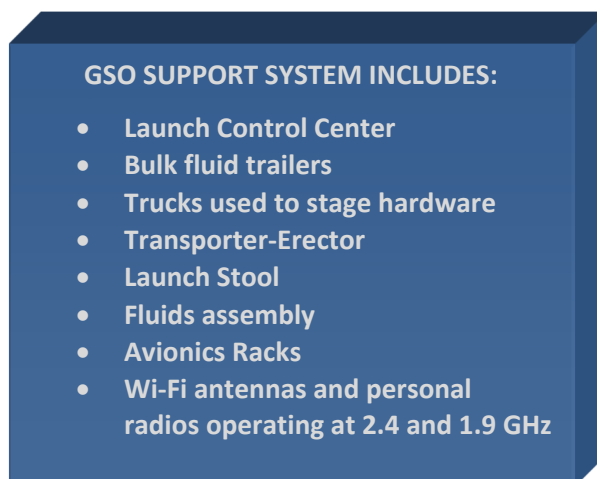 GSO SUPPORT SYSTEM INCLUDES:
• Launch Control Center
• Bulk fluid trailers
• Trucks used to stage hardware
• Transporter-Erector
• Launch Stool
• Fluids assembly
• Avionics Racks
• Wi-Fi antennas and personal
radios operating at 2.4 and 1.9 GHz